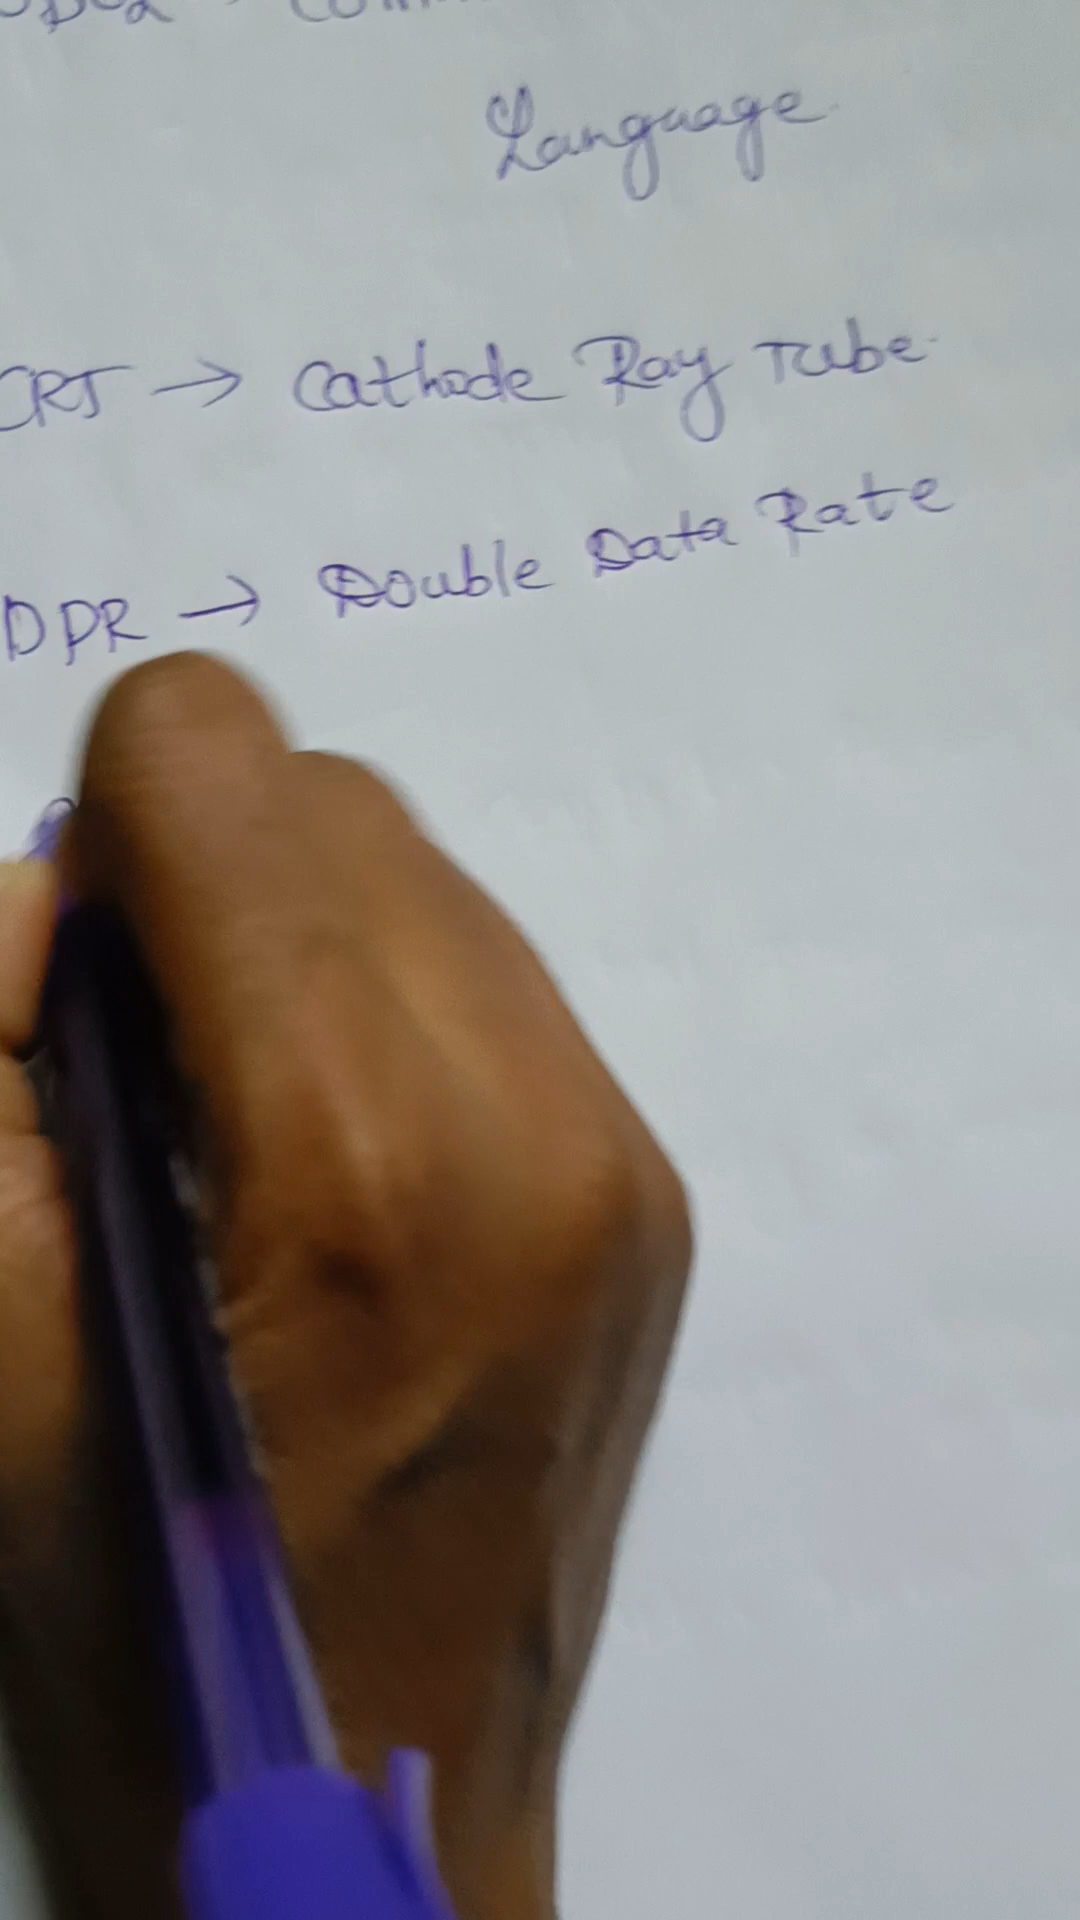 Language
CRT → Cathode Ray Tube
DDR → Double Data Rate